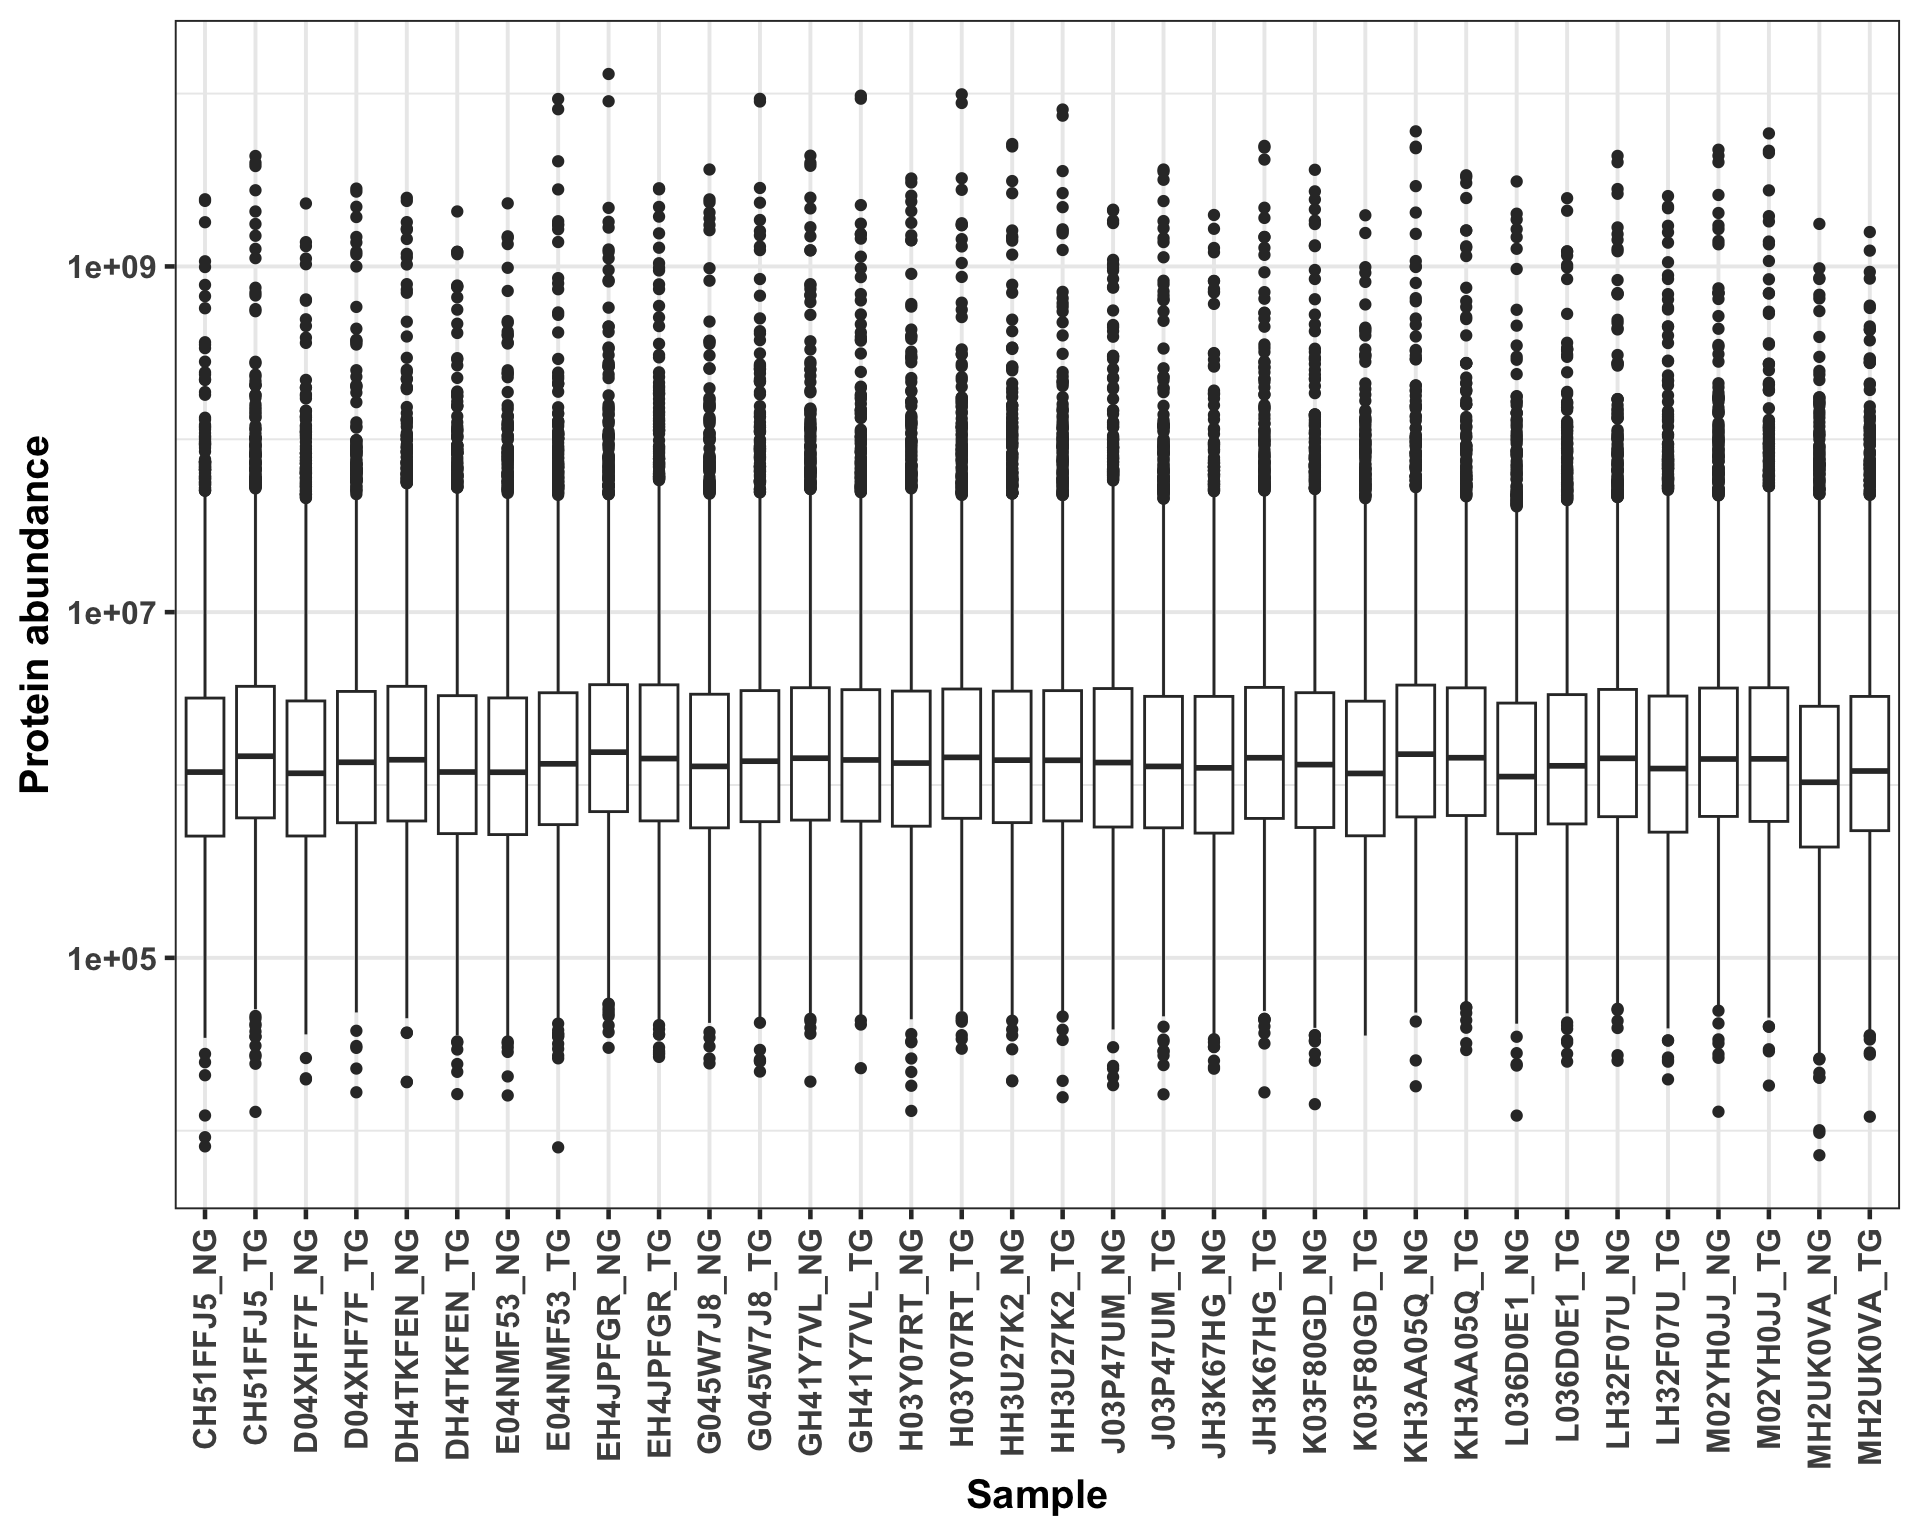 Protein abundance
1e+09
1e+07
1e+05
CH51FFJ5_NG
CH51FFJ5_TG
D04XHF7F_NG
D04XHF7F_TG
DH4TKFEN_NG
DH4TKFEN_TG
E04NMF53_NG
E04NMF53_TG
EH4JPFGR_NG
EH4JPFGR_TG
G045W7J8_NG
G045W7J8_TG
GH41Y7VL_NG
GH41Y7VL_TG
H03Y07RT_NG
H03Y07RT_TG
HH3U27K2_NG
HH3U27K2_TG
J03P47UM_NG
J03P47UM_TG
JH3K67HG_NG
JH3K67HG_TG
K03F80GD_NG
K03F80GD_TG
KH3AA05Q_NG
KH3AA05Q_TG
L036D0E1_NG
L036D0E1_TG
LH32F07U_NG
LH32F07U_TG
M02YH0JJ_NG
M02YH0JJ_TG
MH2UK0VA_NG
MH2UK0VA_TG
Sample